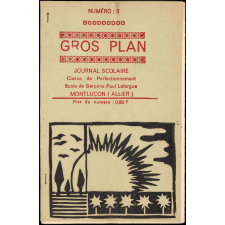 NUMÉRO : 3
GROS PLAN
JOURNAL SCOLAIRE
Classe de Perfectionnement
Ecole de Garçons Paul Lafargue
MONTLUÇON ( ALLIER )
Prix du numéro : 0,50 F